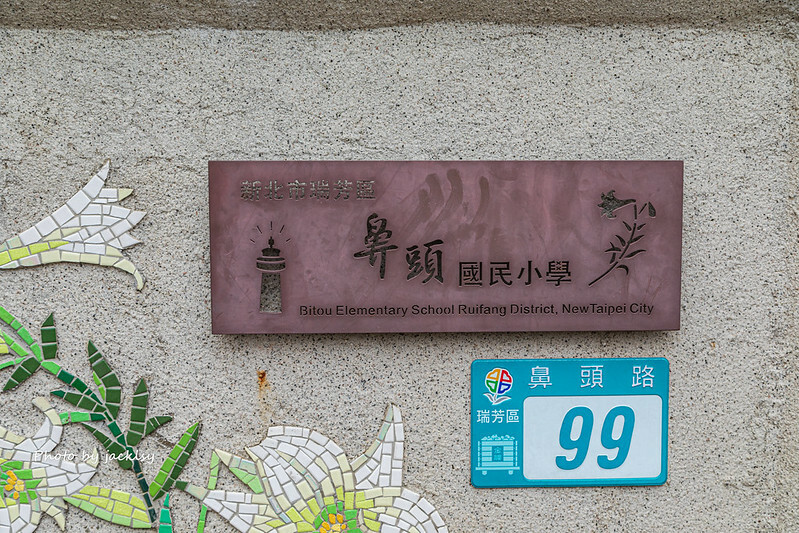 新北市瑞芳區
鼻頭 國民小學
Bitou Elementary School Ruifang District, NewTaipei City
鼻頭路
瑞芳區
99
Photo by jacklsy